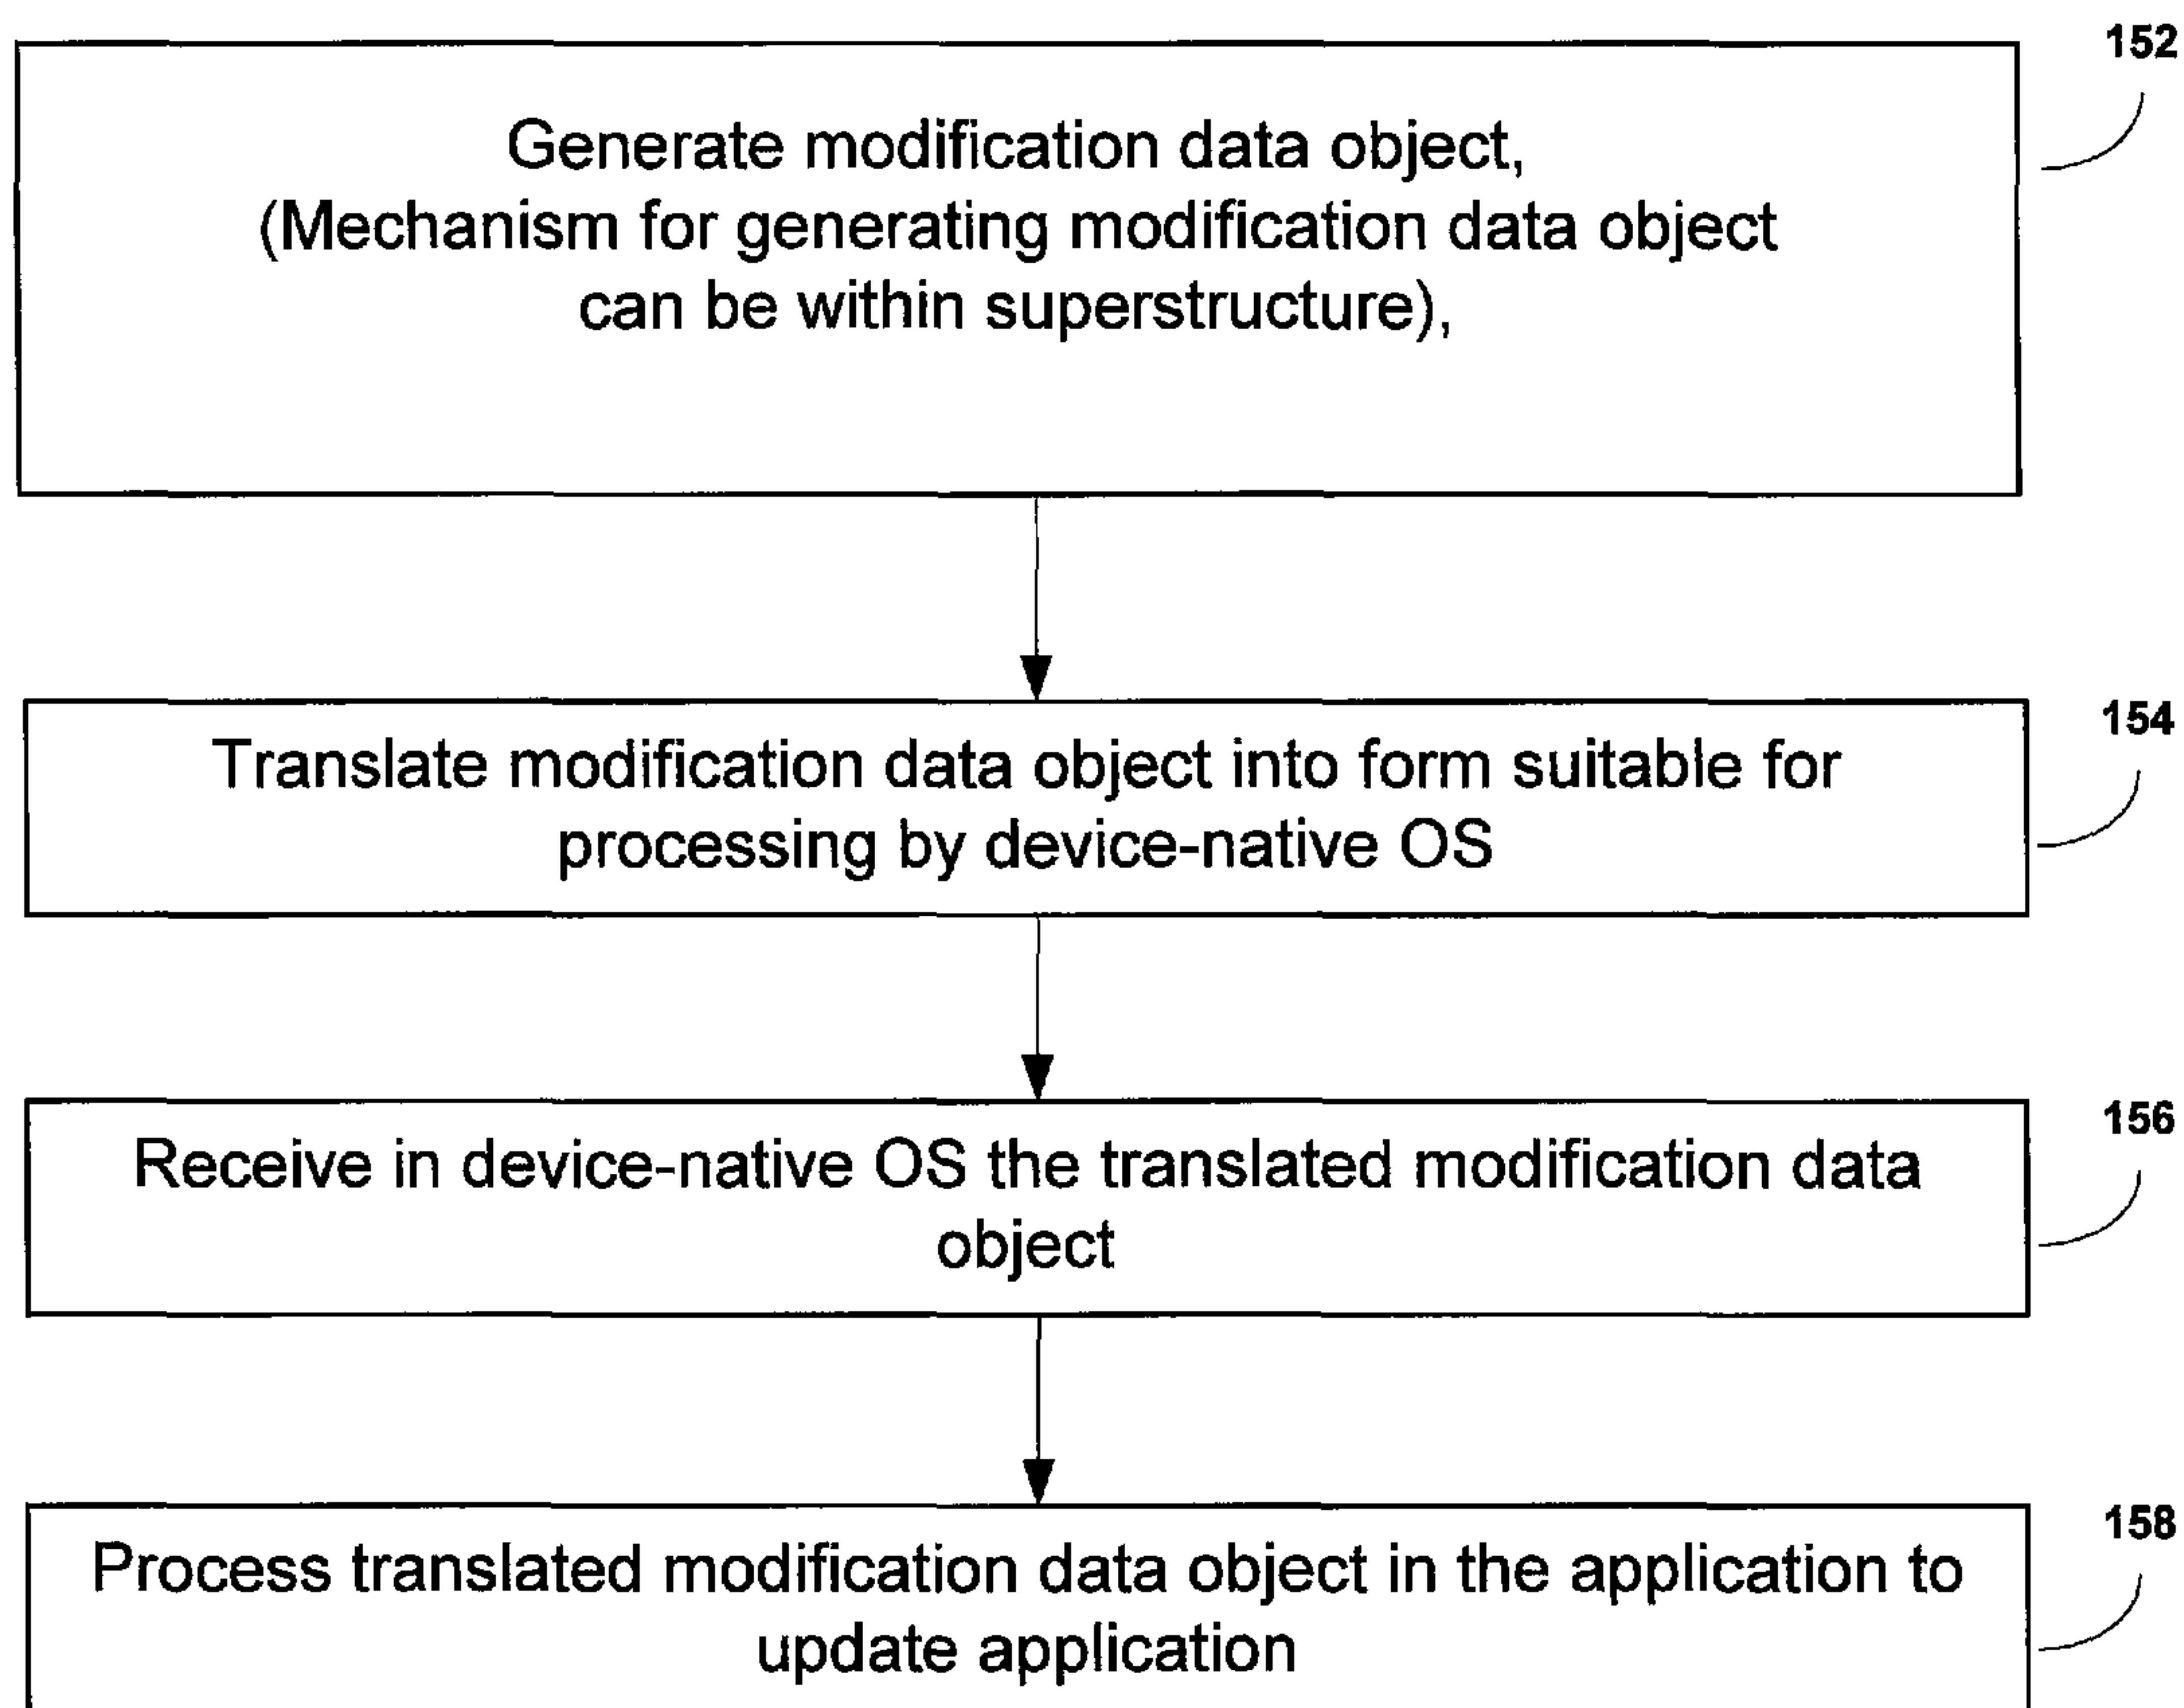 152
Generate modification data object,
(Mechanism for generating modification data object
can be within superstructure),
154
Translate modification data object into form suitable for
processing by device-native OS
156
Receive in device-native OS the translated modification data
object
158
Process translated modification data object in the application to
update application